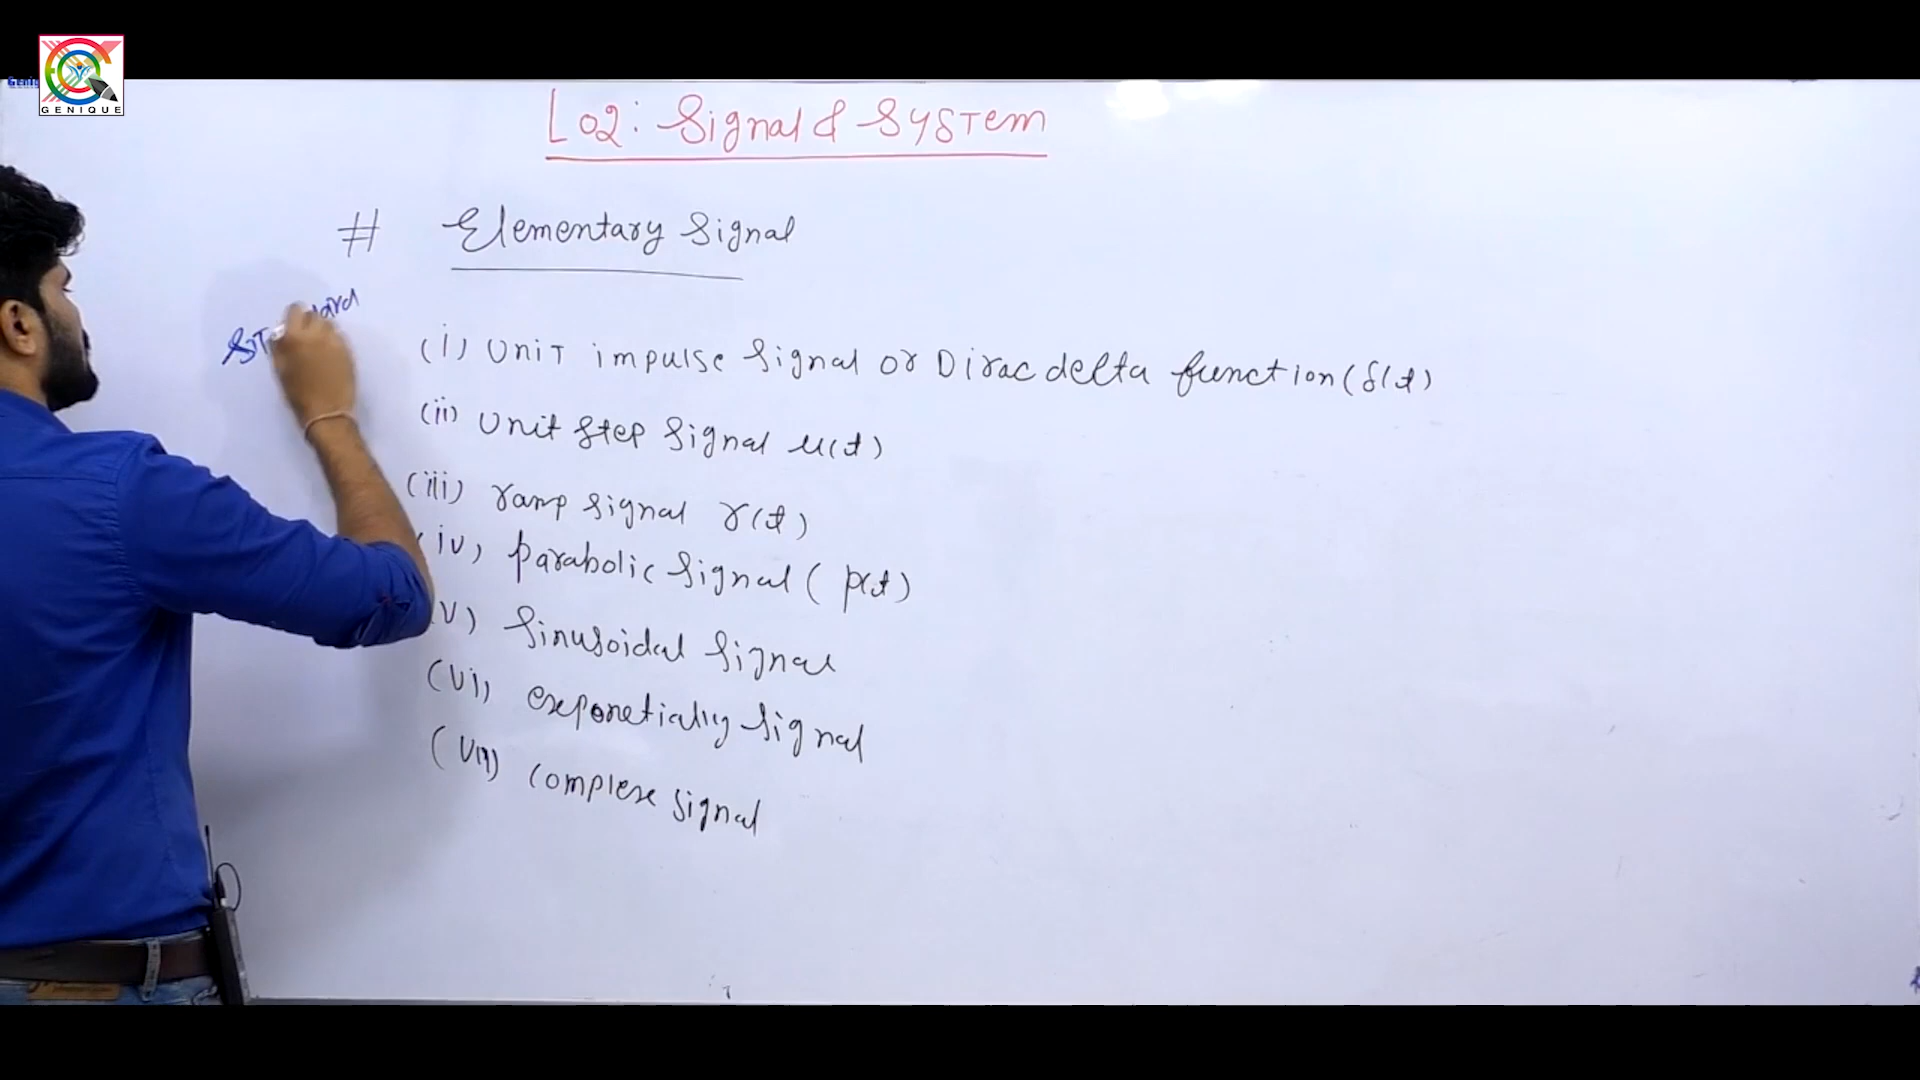 GENIQUE
L02: Signal & System
# Elementary Signal
(i) Unit impulse Signal or Dirac delta function (δ(t)
(ii) Unit Step Signal u(t)
(iii) ramp signal r(t)
(iv) parabolic signal ( p(t)
(v) Sinusoidal Signal
(vi) exponetially signal
(vii) complex signal